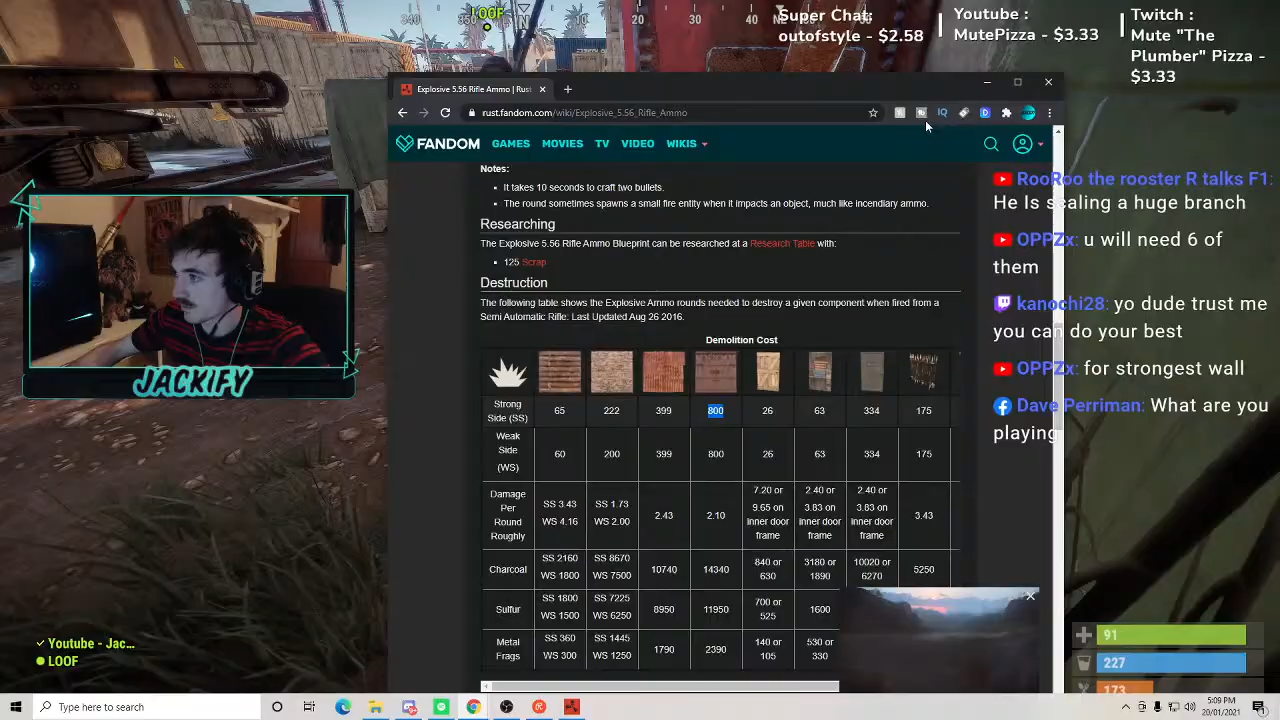 340
350
LOOF
N
10
20
30
40
NE
60
Super Chat:
outofstyle - $2.58
Youtube :
MutePizza - $3.33
Twitch :
Mute "The
Plumber" Pizza -
$3.33
Explosive 5.56 Rifle Ammo | Rust
rust.fandom.com/wiki/Explosive_5.56_Rifle_Ammo
FANDOM GAMES MOVIES TV VIDEO WIKIS
Notes:
It takes 10 seconds to craft two bullets.
The round sometimes spawns a small fire entity when it impacts an object, much like incendiary ammo.
Researching
The Explosive 5.56 Rifle Ammo Blueprint can be researched at a Research Table with:
125 Scrap
Destruction
The following table shows the Explosive Ammo rounds needed to destroy a given component when fired from a
Semi Automatic Rifle: Last Updated Aug 26 2016.
Demolition Cost
Strong
Side (SS)
65 222 399 800 26 63 334 175
Weak
Side
(WS)
60 200 399 800 26 63 334 175
Damage
Per
Round
Roughly
SS 3.43
WS 4.16
SS 1.73
WS 2.00
2.43
2.10
7.20 or
9.65 on
inner door
frame
2.40 or
3.83 on
inner door
frame
2.40 or
3.83 on
inner door
frame
3.43
Charcoal
SS 2160
WS 1800
SS 8670
WS 7500
10740
14340
840 or
630
3180 or
1890
10020 or
6270
5250
Sulfur
SS 1800
WS 1500
SS 7225
WS 6250
8950
11950
700 or
525
1600
Metal
Frags
SS 360
WS 300
SS 1445
WS 1250
1790
2390
140 or
105
530 or
330
RooRoo the rooster R talks F1:
He Is scaling a huge branch
OPPZx: u will need 6 of
them
kanochi28: yo dude trust me
you can do your best
OPPZx: for strongest wall
Dave Perriman: What are you
playing
JACKIFY
Youtube - Jac...
LOOF
91
227
173
Type here to search
5:09 PM
20/01/2021